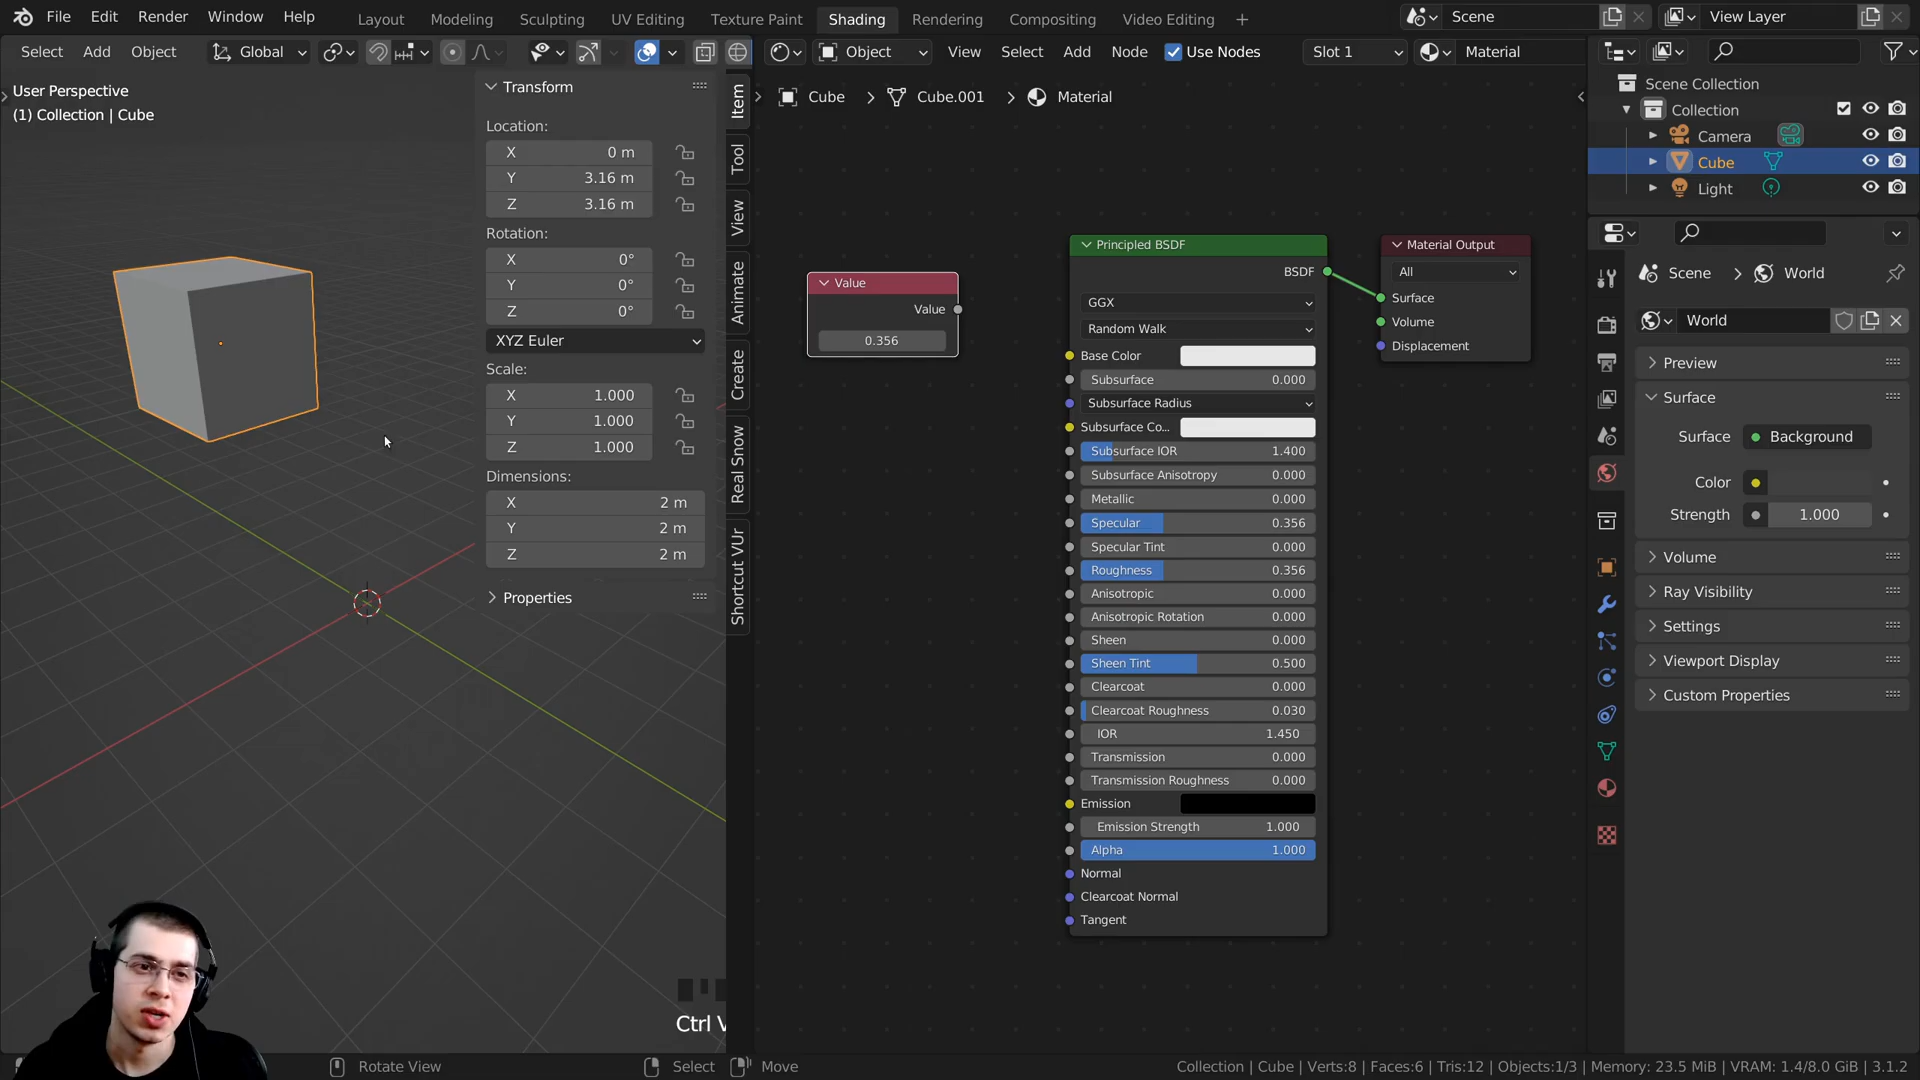 File Edit Render Window Help Layout Modeling Sculpting UV Editing Texture Paint Shading Rendering Compositing Video Editing + Scene View Layer
Select Add Object Global Object View Select Add Node Use Nodes Slot 1 Material
User Perspective
(1) Collection | Cube
Transform
Location:
X 0 m
Y 3.16 m
Z 3.16 m
Rotation:
X 0°
Y 0°
Z 0°
XYZ Euler
Scale:
X 1.000
Y 1.000
Z 1.000
Dimensions:
X 2 m
Y 2 m
Z 2 m
Properties
Item
Tool
View
Animate
Create
Real Snow
Shortcut VUr
Cube > Cube.001 > Material
Value
Value
0.356
Principled BSDF
BSDF
GGX
Random Walk
Base Color
Subsurface 0.000
Subsurface Radius
Subsurface Co...
Subsurface IOR 1.400
Subsurface Anisotropy 0.000
Metallic 0.000
Specular 0.356
Specular Tint 0.000
Roughness 0.356
Anisotropic 0.000
Anisotropic Rotation 0.000
Sheen 0.000
Sheen Tint 0.500
Clearcoat 0.000
Clearcoat Roughness 0.030
IOR 1.450
Transmission 0.000
Transmission Roughness 0.000
Emission
Emission Strength 1.000
Alpha 1.000
Normal
Clearcoat Normal
Tangent
Material Output
All
Surface
Volume
Displacement
Scene Collection
Collection
Camera
Cube
Light
Scene > World
World
Preview
Surface
Surface Background
Color
Strength 1.000
Volume
Ray Visibility
Settings
Viewport Display
Custom Properties
Ctrl V
Rotate View Select Move Collection | Cube | Verts:8 | Faces:6 | Tris:12 | Objects:1/3 | Memory: 23.5 MiB | VRAM: 1.4/8.0 GiB | 3.1.2